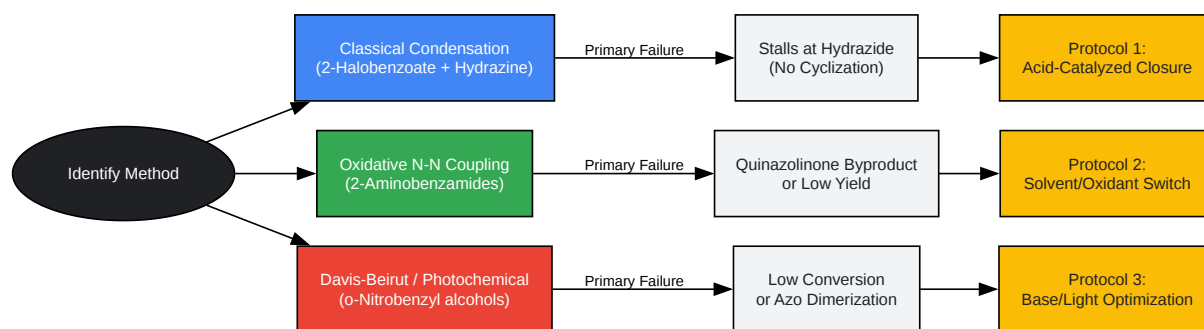 Classical Condensation
(2-Halobenzoate + Hydrazine)
Primary Failure
Stalls at Hydrazide
(No Cyclization)
Protocol 1:
Acid-Catalyzed Closure
Identify Method
Oxidative N-N Coupling
(2-Aminobenzamides)
Primary Failure
Quinazolinone Byproduct
or Low Yield
Protocol 2:
Solvent/Oxidant Switch
Davis-Beirut / Photochemical
(o-Nitrobenzyl alcohols)
Primary Failure
Low Conversion
or Azo Dimerization
Protocol 3:
Base/Light Optimization